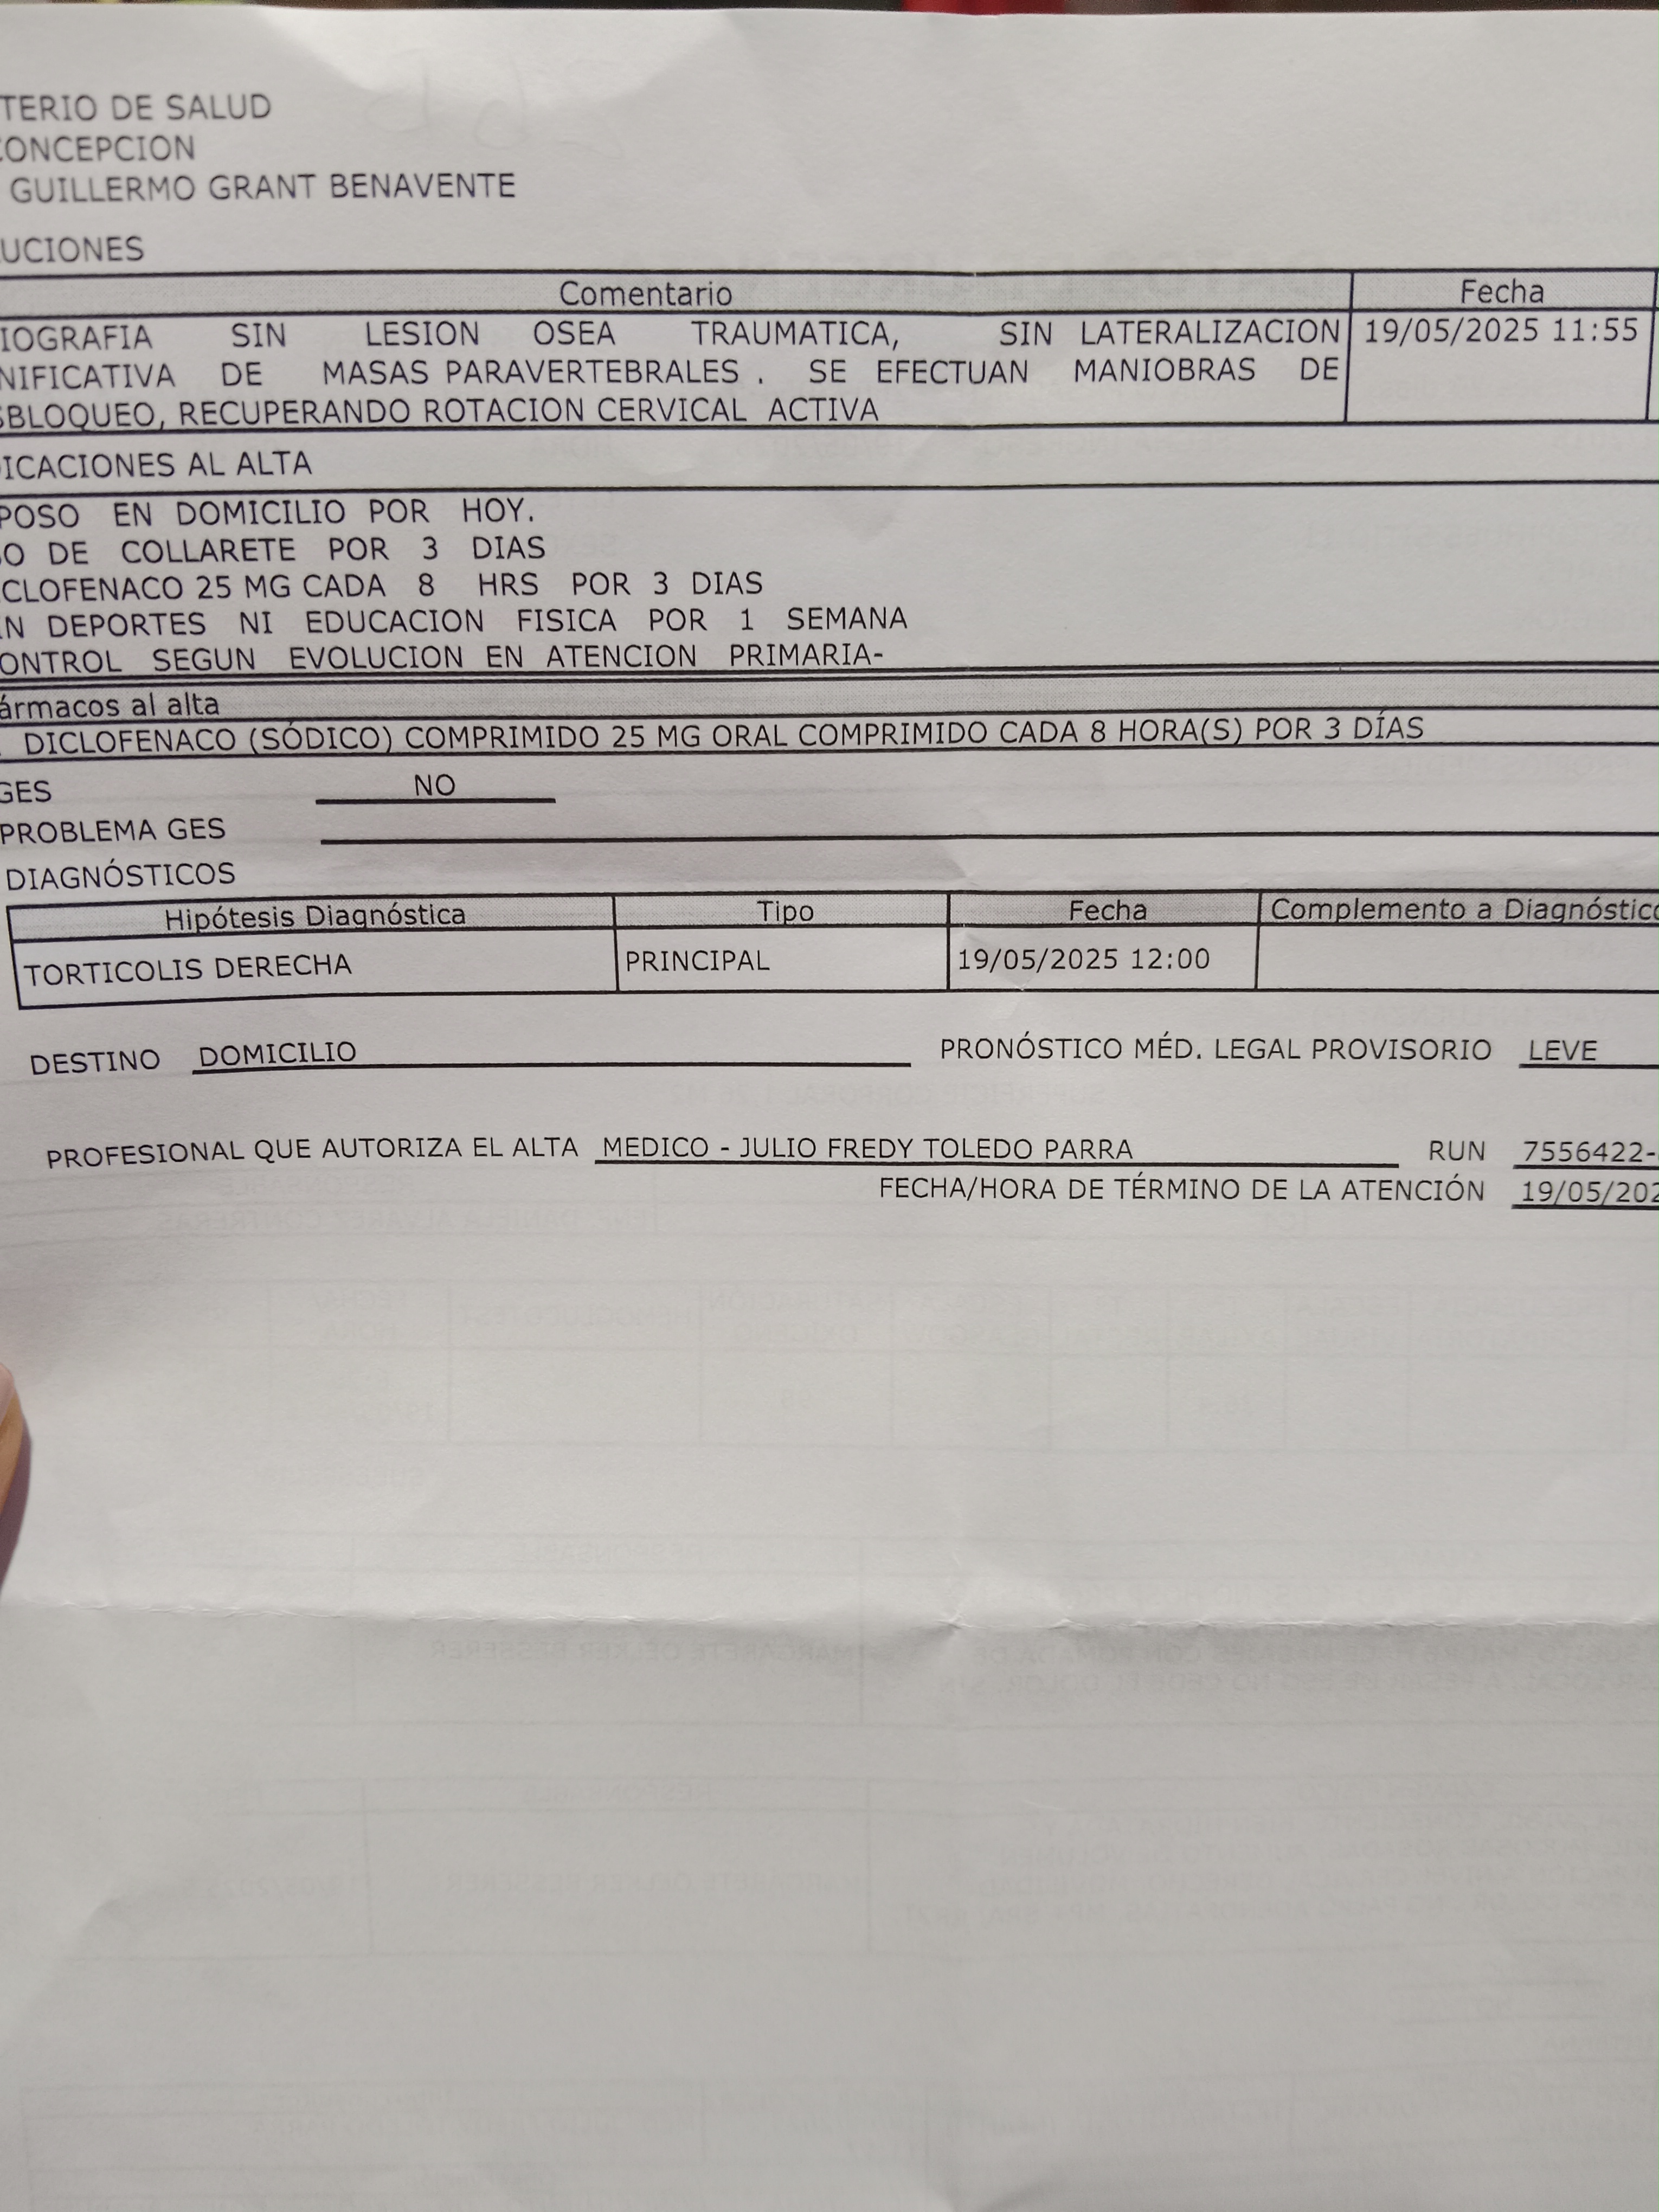 TERIO DE SALUD
CONCEPCION
GUILLERMO GRANT BENAVENTE
UCIONES
Comentario Fecha
IOGRAFIA SIN LESION OSEA TRAUMATICA, SIN LATERALIZACION 19/05/2025 11:55
NIFICATIVA DE MASAS PARAVERTEBRALES . SE EFECTUAN MANIOBRAS DE
SBLOQUEO, RECUPERANDO ROTACION CERVICAL ACTIVA
ICACIONES AL ALTA
POSO EN DOMICILIO POR HOY.
O DE COLLARETE POR 3 DIAS
CLOFENACO 25 MG CADA 8 HRS POR 3 DIAS
IN DEPORTES NI EDUCACION FISICA POR 1 SEMANA
ONTROL SEGUN EVOLUCION EN ATENCION PRIMARIA-
ármacos al alta
DICLOFENACO (SÓDICO) COMPRIMIDO 25 MG ORAL COMPRIMIDO CADA 8 HORA(S) POR 3 DÍAS
GES NO
PROBLEMA GES
DIAGNÓSTICOS
Hipótesis Diagnóstica Tipo Fecha Complemento a Diagnóstico
TORTICOLIS DERECHA PRINCIPAL 19/05/2025 12:00
DESTINO DOMICILIO PRONÓSTICO MÉD. LEGAL PROVISORIO LEVE
PROFESIONAL QUE AUTORIZA EL ALTA MEDICO - JULIO FREDY TOLEDO PARRA RUN 7556422-
FECHA/HORA DE TÉRMINO DE LA ATENCIÓN 19/05/202